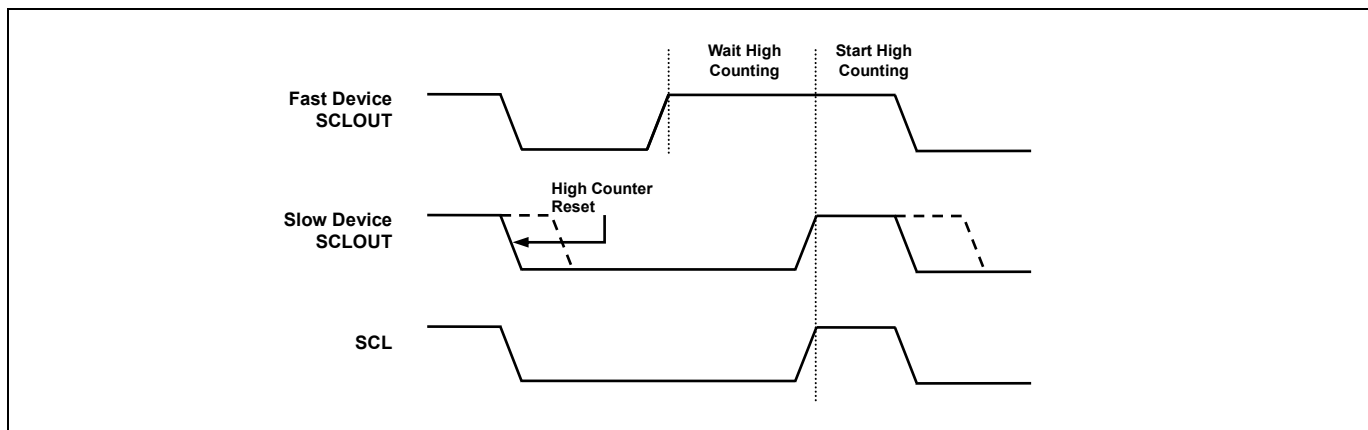 Wait High
Counting
Start High
Counting
Fast Device
SCLOUT
High Counter
Reset
Slow Device
SCLOUT
SCL